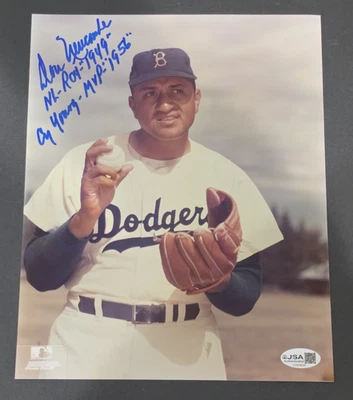 Don Newcombe
NL-ROY-"1949"
Cy Young-MVP-"1956"
B
Dodgers
JSA